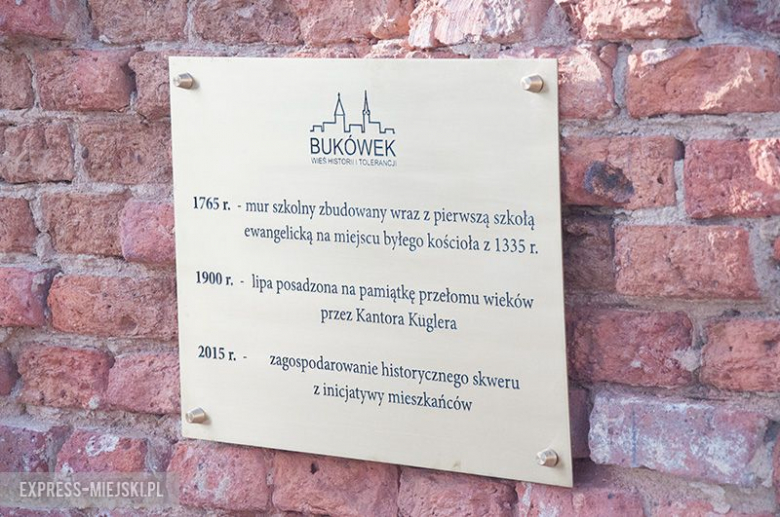 BUKÓWEK
WIEŚ HISTORII I TOLERANCJI
1765 r. - mur szkolny zbudowany wraz z pierwszą szkołą
ewangelicką na miejscu byłego kościoła z 1335 r.
1900 r. - lipa posadzona na pamiątkę przełomu wieków
przez Kantora Kuglera
2015 r. - zagospodarowanie historycznego skweru
z inicjatywy mieszkańców
EXPRESS-MIEJSKI.PL